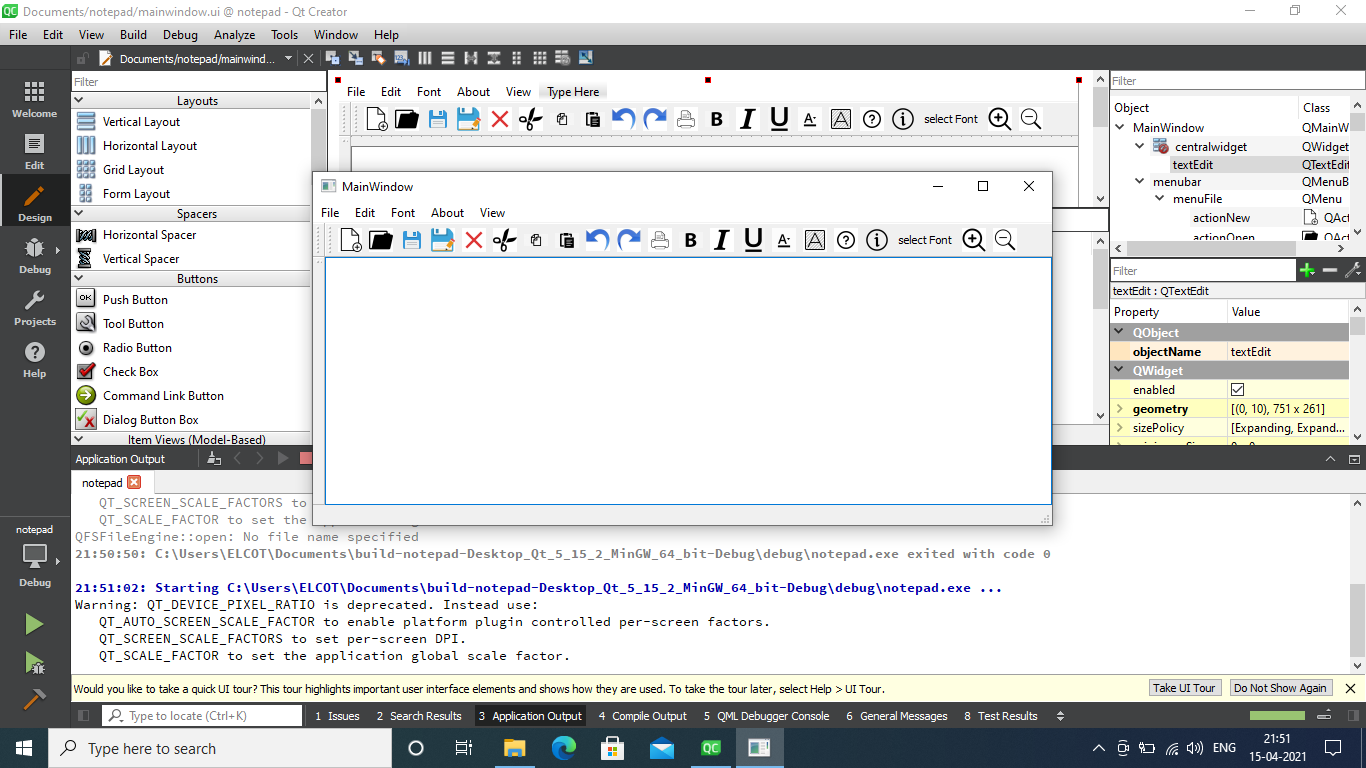 QC Documents/notepad/mainwindow.ui @ notepad - Qt Creator
File Edit View Build Debug Analyze Tools Window Help
Documents/notepad/mainwind...
Welcome
Edit
Design
Debug
Projects
Help
notepad
Debug
Filter
Layouts
Vertical Layout
Horizontal Layout
Grid Layout
Form Layout
Spacers
Horizontal Spacer
Vertical Spacer
Buttons
OK Push Button
Tool Button
Radio Button
Check Box
Command Link Button
Dialog Button Box
Item Views (Model-Based)
File Edit Font About View Type Here
B I U A A ? i select Font
MainWindow
File Edit Font About View
B I U A A ? i select Font
Filter
Object Class
MainWindow QMainW
centralwidget QWidget
textEdit QTextEdit
menubar QMenuB
menuFile QMenu
actionNew QAc
actionOpen QAct
Filter
textEdit : QTextEdit
Property Value
QObject
objectName textEdit
QWidget
enabled
geometry [(0, 10), 751 x 261]
sizePolicy [Expanding, Expand...
Application Output
notepad
QT_SCREEN_SCALE_FACTORS to
QT_SCALE_FACTOR to set the
QFSFileEngine::open: No file name specified
21:50:50: C:\Users\ELCOT\Documents\build-notepad-Desktop_Qt_5_15_2_MinGW_64_bit-Debug\debug\notepad.exe exited with code 0
21:51:02: Starting C:\Users\ELCOT\Documents\build-notepad-Desktop_Qt_5_15_2_MinGW_64_bit-Debug\debug\notepad.exe ...
Warning: QT_DEVICE_PIXEL_RATIO is deprecated. Instead use:
QT_AUTO_SCREEN_SCALE_FACTOR to enable platform plugin controlled per-screen factors.
QT_SCREEN_SCALE_FACTORS to set per-screen DPI.
QT_SCALE_FACTOR to set the application global scale factor.
Would you like to take a quick UI tour? This tour highlights important user interface elements and shows how they are used. To take the tour later, select Help > UI Tour. Take UI Tour Do Not Show Again
Type to locate (Ctrl+K) 1 Issues 2 Search Results 3 Application Output 4 Compile Output 5 QML Debugger Console 6 General Messages 8 Test Results
Type here to search QC ENG 21:51
15-04-2021